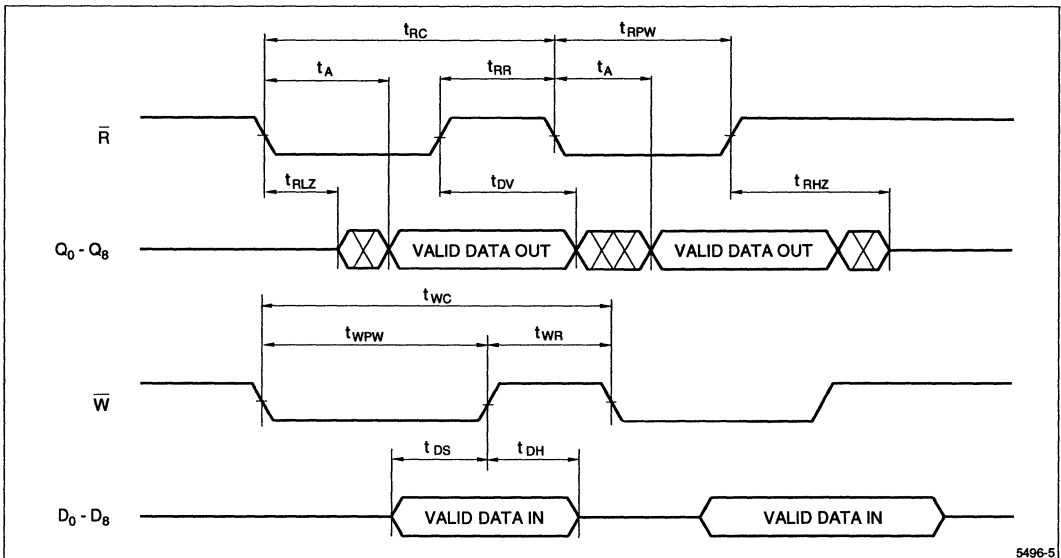 tRC tRPW
tA tRR tA
R̅
tRLZ tDV tRHZ
Q0 - Q8 VALID DATA OUT VALID DATA OUT
tWC
tWPW tWR
W̅
tDS tDH
D0 - D8 VALID DATA IN VALID DATA IN
5496-5